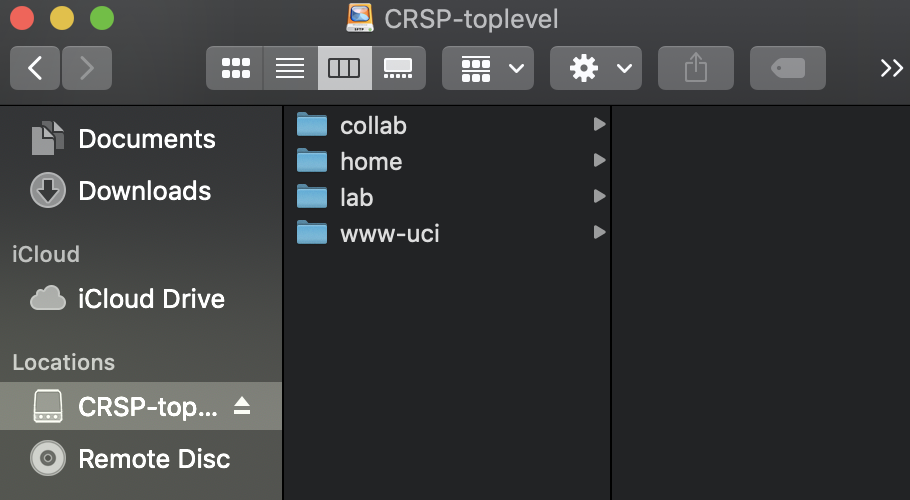 CRSP-toplevel
Documents
Downloads
iCloud
iCloud Drive
Locations
CRSP-top...
Remote Disc
collab
home
lab
www-uci